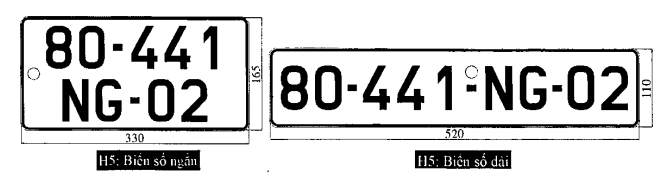 80-441
NG-02
165
330
H5: Biển số ngắn
80-441-NG-02
110
520
H5: Biển số dài